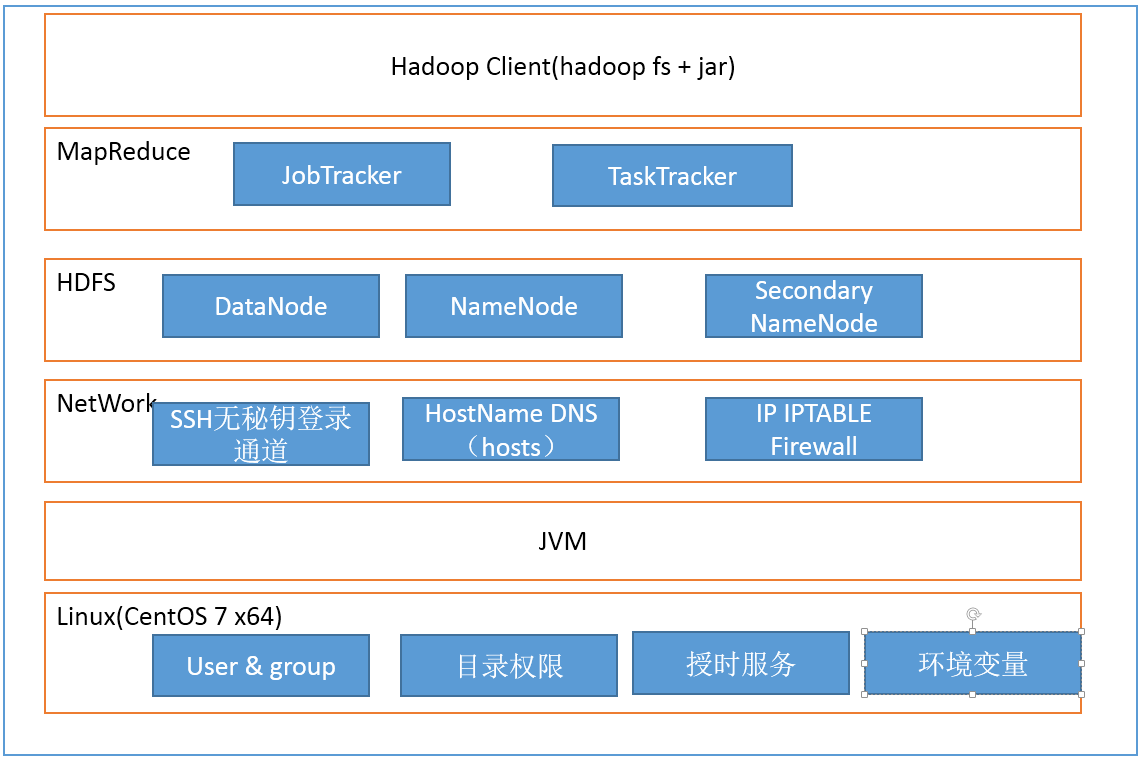 Hadoop Client(hadoop fs + jar)
MapReduce
JobTracker
TaskTracker
HDFS
DataNode
NameNode
Secondary
NameNode
NetWork
SSH无秘钥登录
通道
HostName DNS
（hosts）
IP IPTABLE
Firewall
JVM
Linux(CentOS 7 x64)
User & group
目录权限
授时服务
环境变量